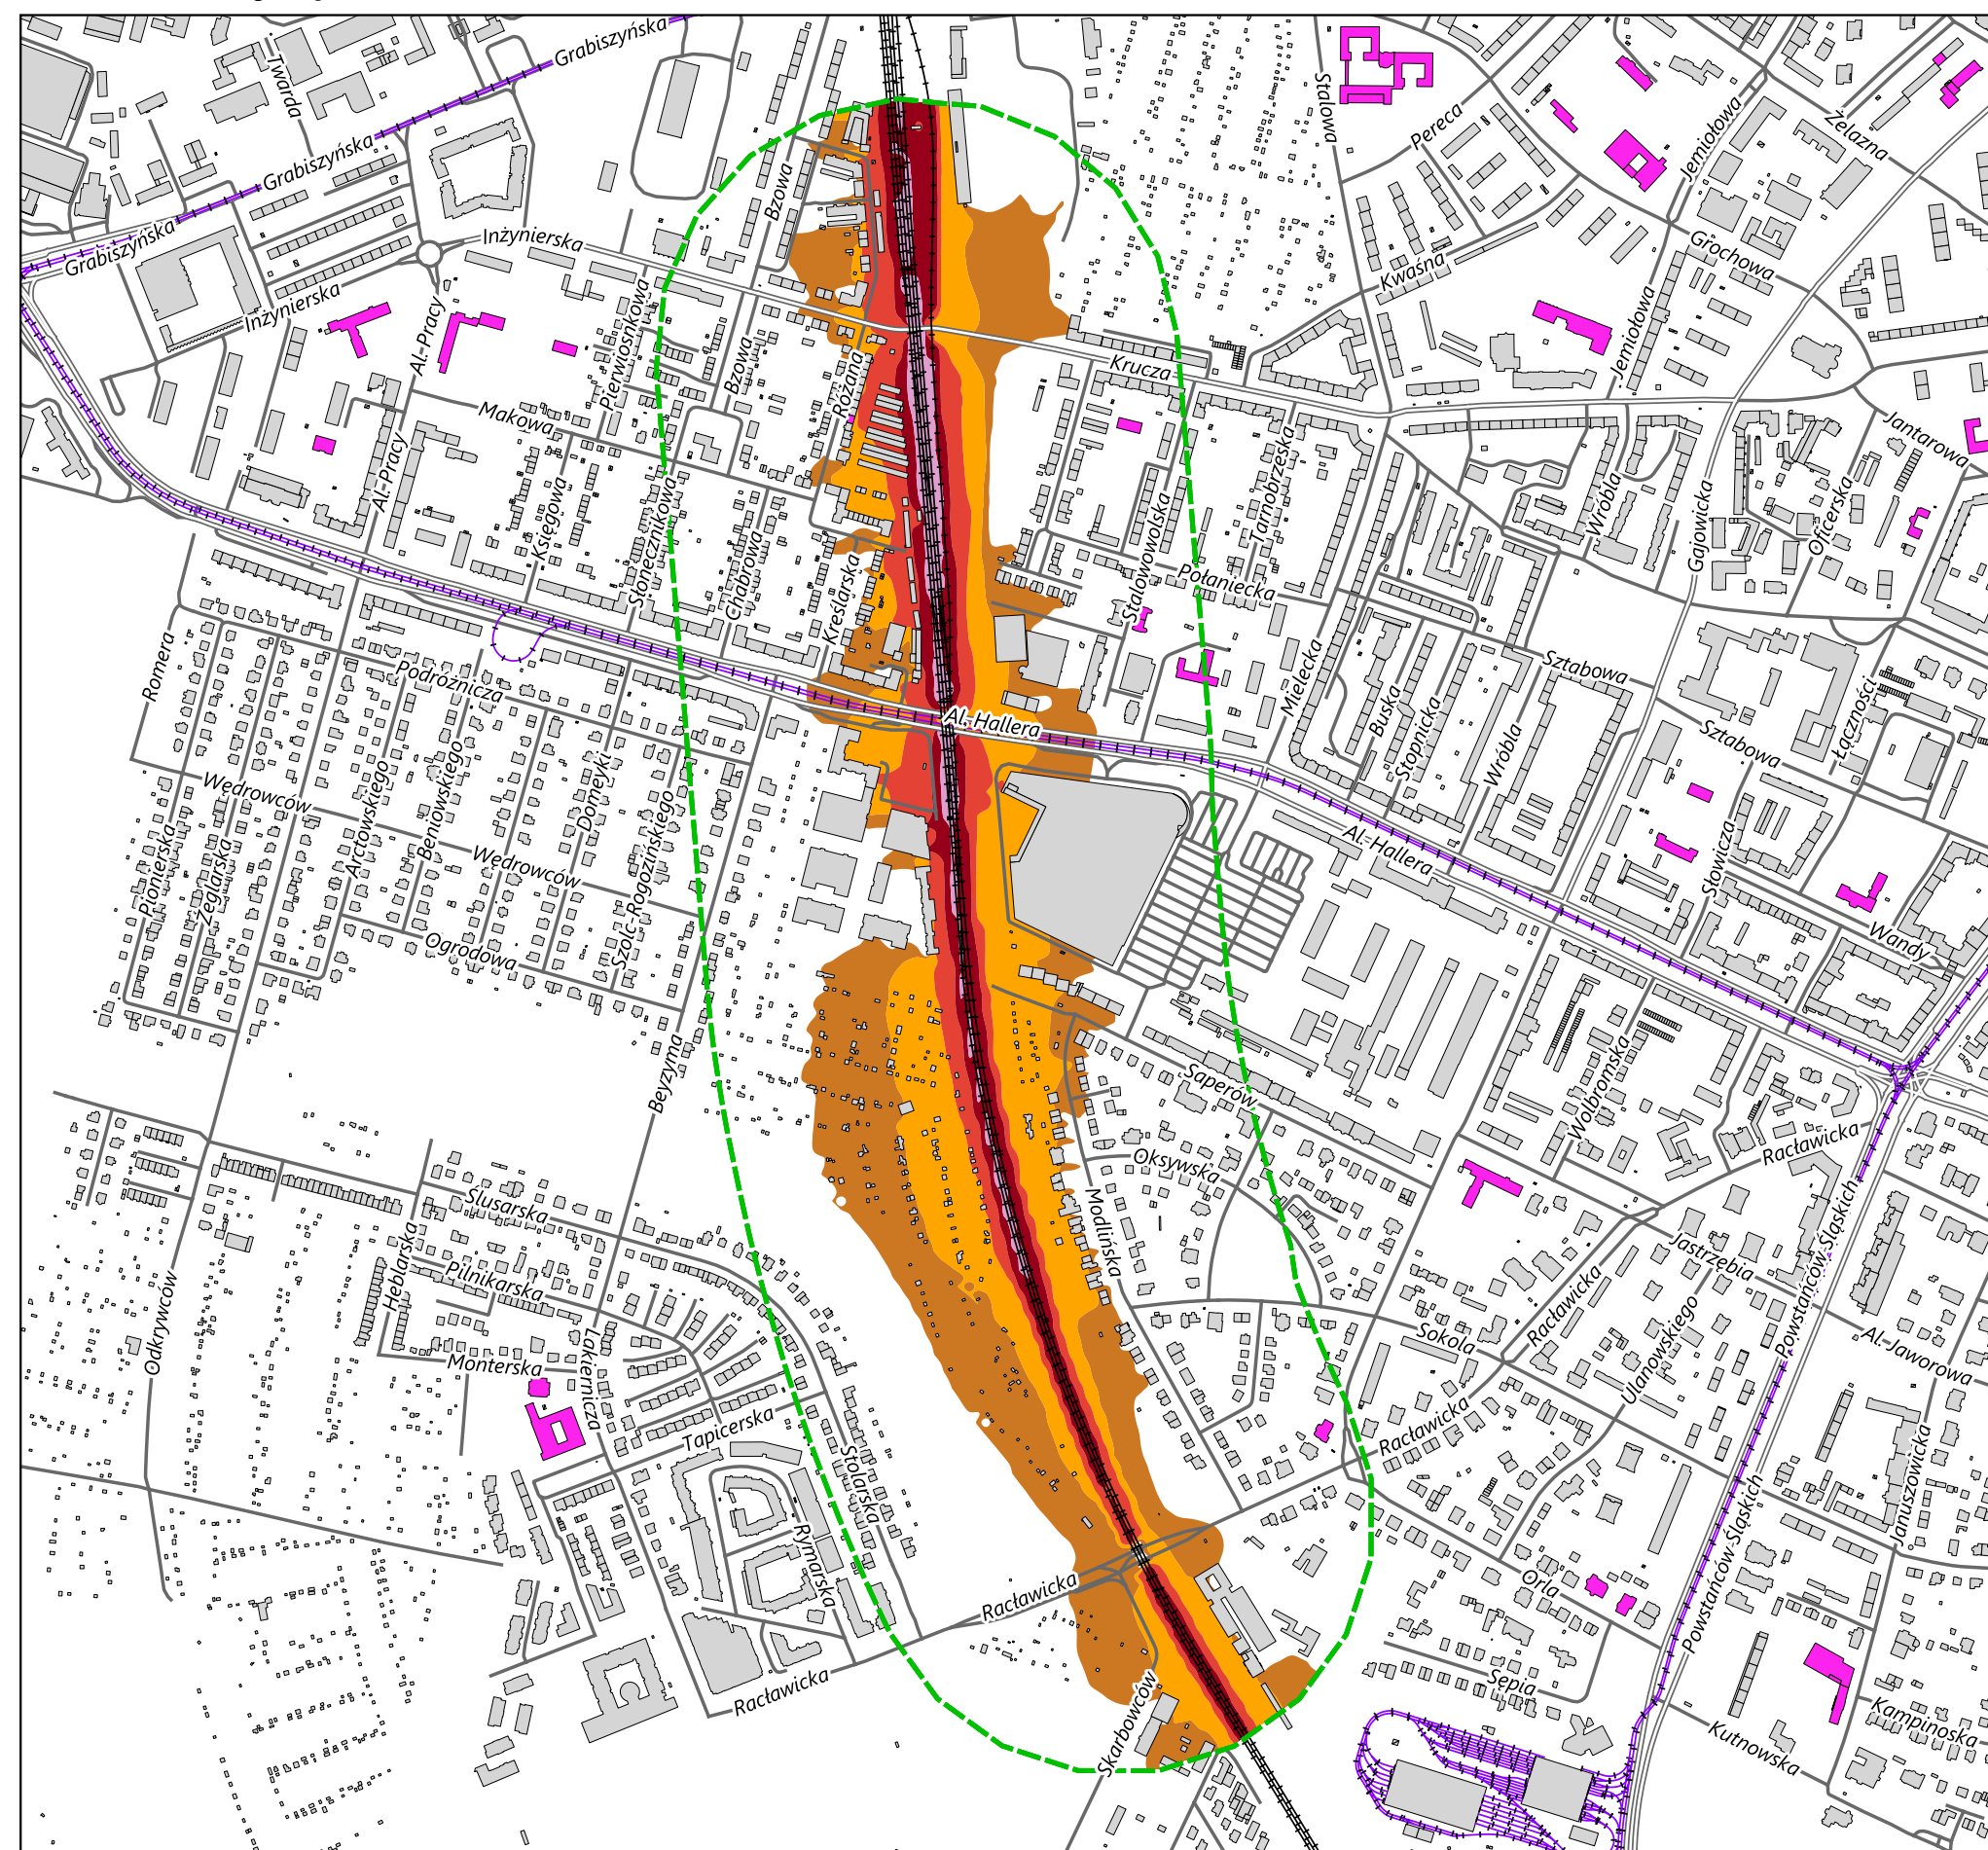 Grabiszyńska
Twarda
Stalowa
Pereca
Jemiołowa
Żelazna
Grabiszyńska
Bzowa
Grabiszyńska
Inżynierska
Kwaśna
Grochowa
Inżynierska
Al. Pracy
Pierwiosnkowa
Bzowa
Różana
Krucza
Jemiołowa
Makowa
Jantarowa
Al. Pracy
Księgowa
Słonecznikowa
Chabrowa
Kreślarska
Stalowowolska
Tarnobrzeska
Połaniecka
Wróbla
Gajowicka
Oficerska
Romera
Podróżnicza
Mielecka
Buska
Stopnicka
Sztabowa
Wróbla
Sztabowa
Łączności
Al. Hallera
Wędrowców
Arctowskiego
Beniowskiego
Domeyki
Szolc-Rogozińskiego
Wędrowców
Al. Hallera
Słowicza
Pionierska
Żeglarska
Ogrodowa
Wandy
Beyzyma
Saperów
Wolbromska
Racławicka
Oksywska
Modlińska
Ślusarska
Heblarska
Pilnikarska
Odkrywców
Monterska
Lakiernicza
Jastrzębia
Powstańców Śląskich
Racławicka
Sokola
Ułanowskiego
Al. Jaworowa
Tapicerska
Stolarska
Racławicka
Januszowicka
Rymarska
Racławicka
Orla
Powstańców Śląskich
Racławicka
Skarbowców
Sępia
Kutnowska
Kampinoska